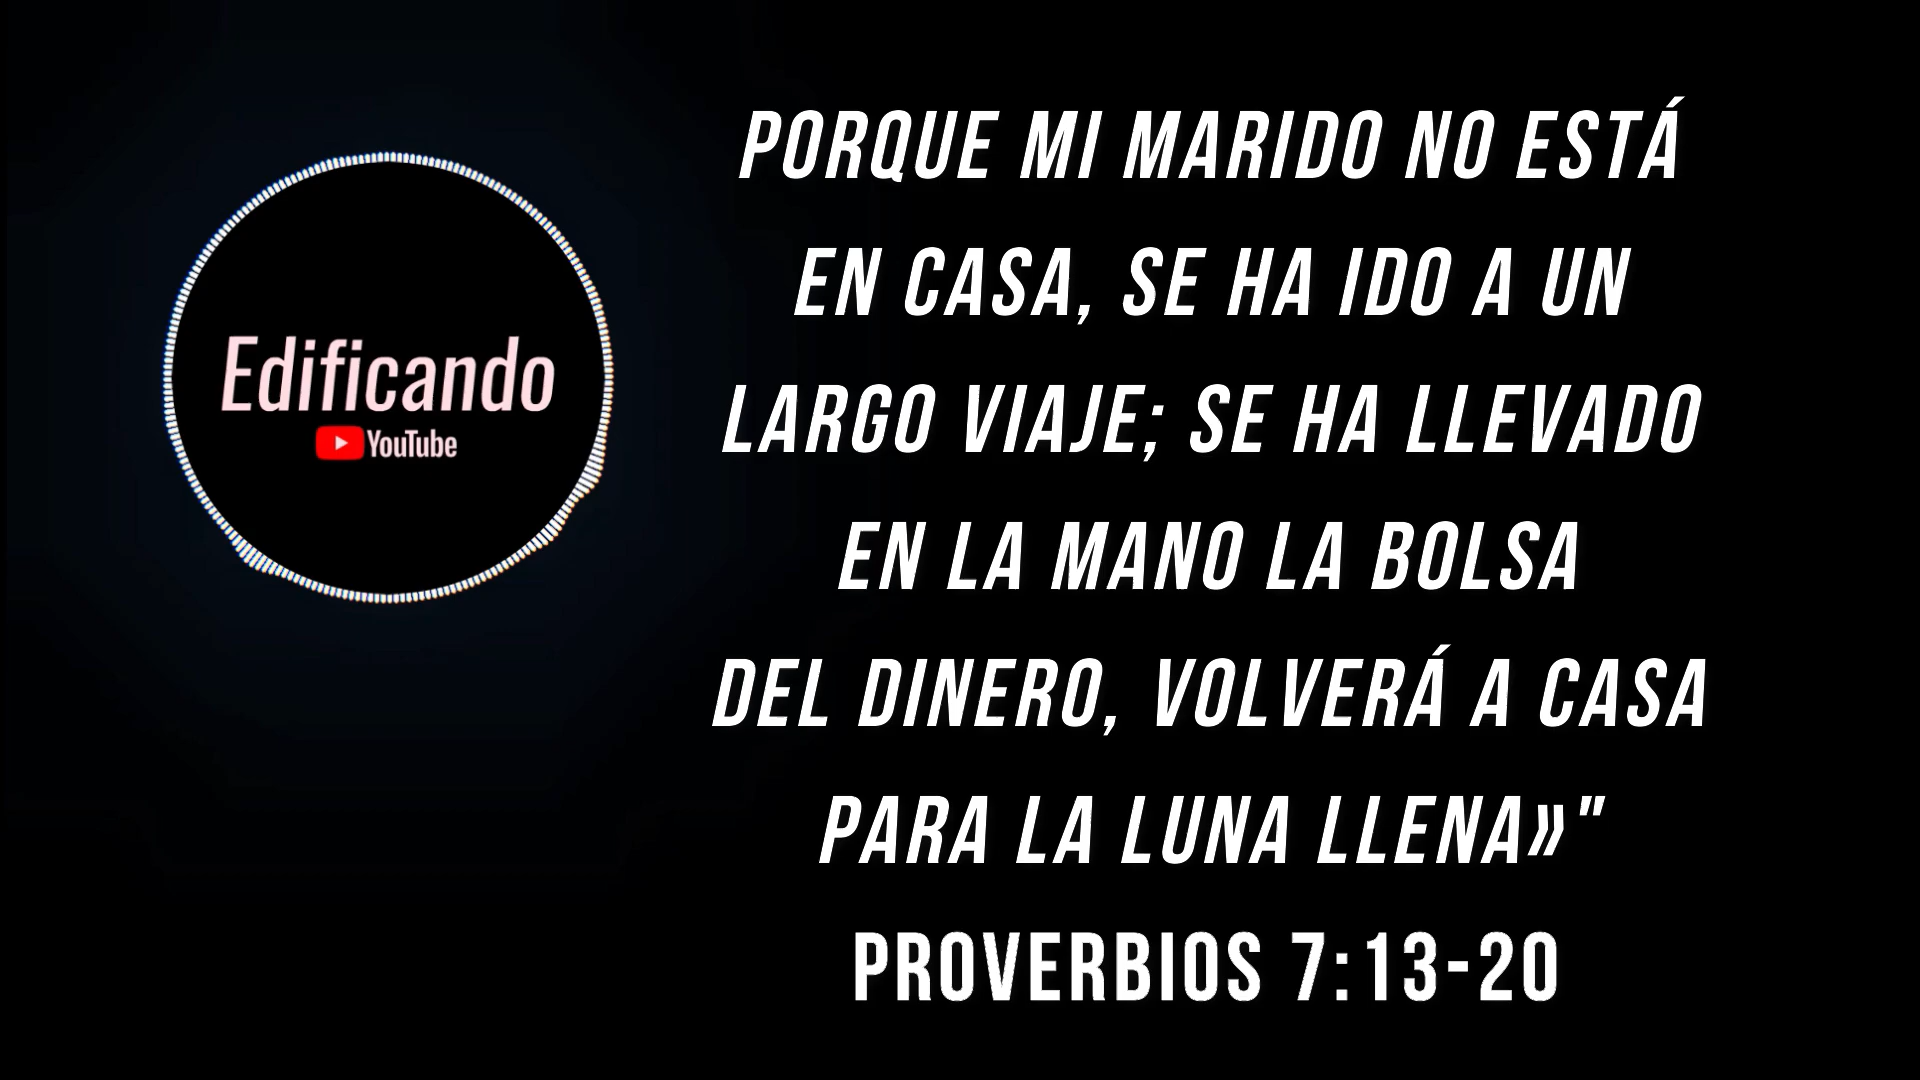 Edificando
YouTube
PORQUE MI MARIDO NO ESTÁ
EN CASA, SE HA IDO A UN
LARGO VIAJE; SE HA LLEVADO
EN LA MANO LA BOLSA
DEL DINERO, VOLVERÁ A CASA
PARA LA LUNA LLENA»"
PROVERBIOS 7:13-20